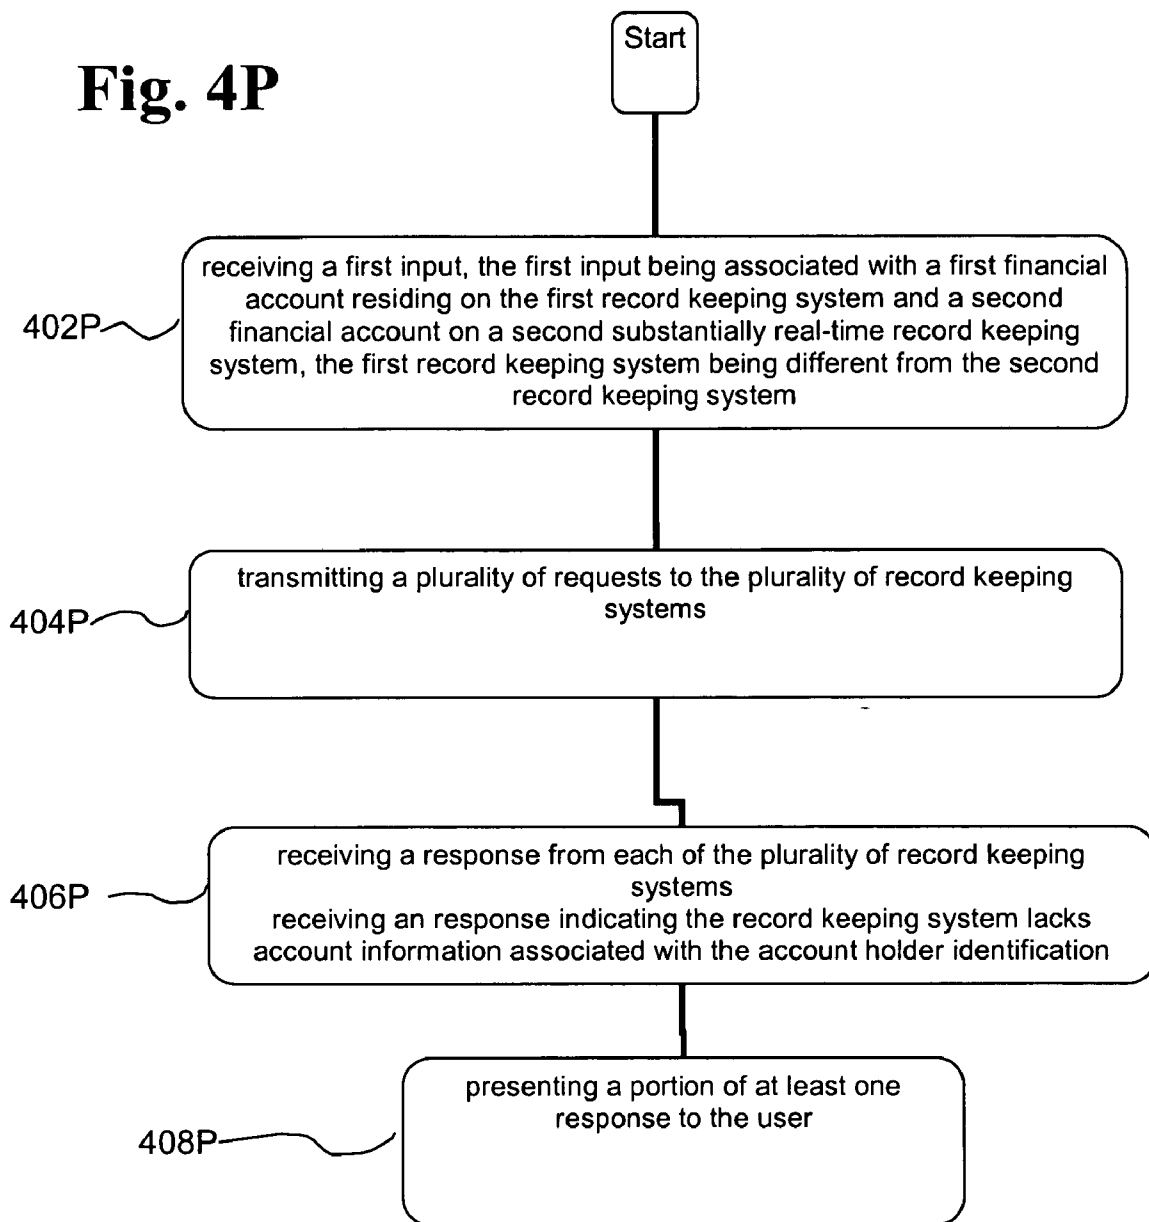 Start
Fig. 4P
receiving a first input, the first input being associated with a first financial
account residing on the first record keeping system and a second
financial account on a second substantially real-time record keeping
system, the first record keeping system being different from the second
record keeping system
402P
transmitting a plurality of requests to the plurality of record keeping
systems
404P
receiving a response from each of the plurality of record keeping
systems
receiving an response indicating the record keeping system lacks
account information associated with the account holder identification
406P
presenting a portion of at least one
response to the user
408P